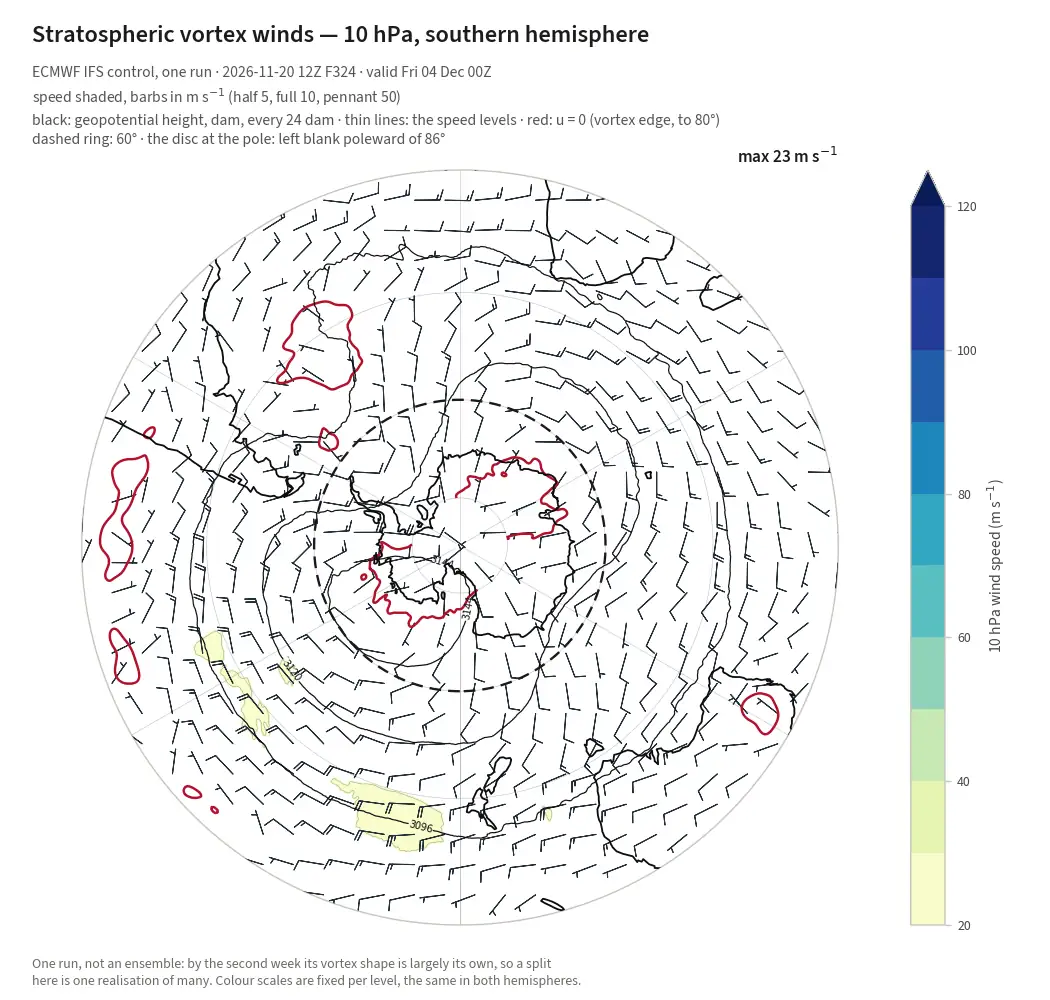 Stratospheric vortex winds — 10 hPa, southern hemisphere
ECMWF IFS control, one run · 2026-11-20 12Z F324 · valid Fri 04 Dec 00Z
speed shaded, barbs in m s⁻¹ (half 5, full 10, pennant 50)
black: geopotential height, dam, every 24 dam · thin lines: the speed levels · red: u = 0 (vortex edge, to 80°)
dashed ring: 60° · the disc at the pole: left blank poleward of 86°
max 23 m s⁻¹
120
100
80
60
40
20
10 hPa wind speed (m s⁻¹)
3120
3096
One run, not an ensemble: by the second week its vortex shape is largely its own, so a split
here is one realisation of many. Colour scales are fixed per level, the same in both hemispheres.